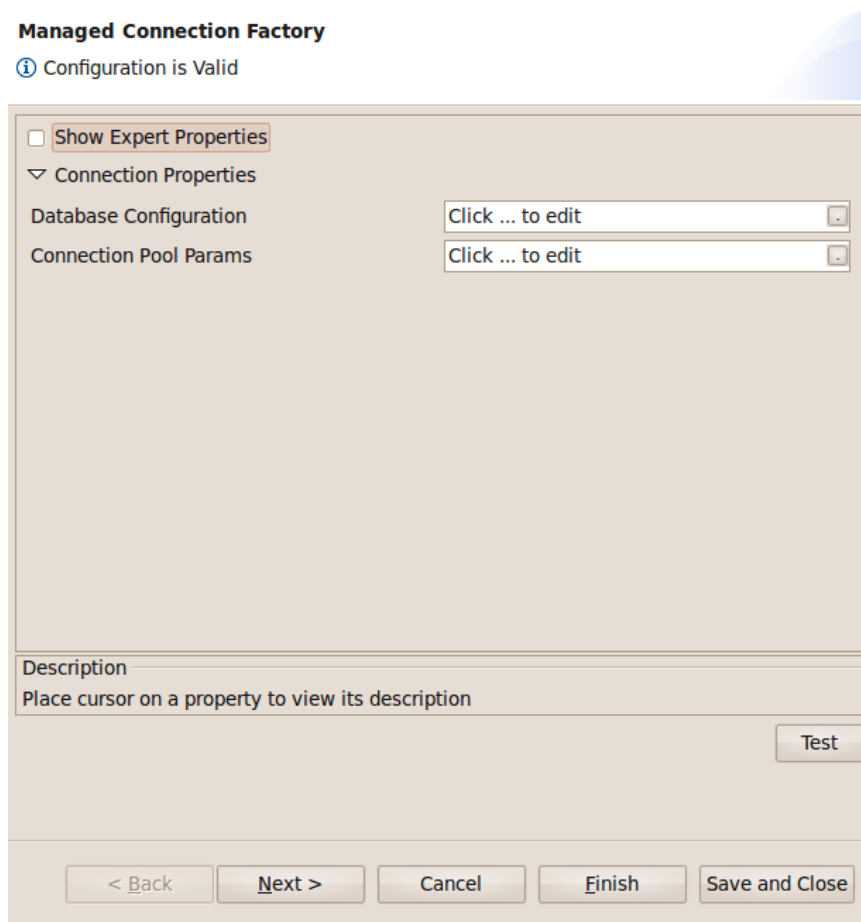 Managed Connection Factory
Configuration is Valid
Show Expert Properties
Connection Properties
Database Configuration Click ... to edit .
Connection Pool Params Click ... to edit .
Description
Place cursor on a property to view its description
Test
< Back Next > Cancel Finish Save and Close